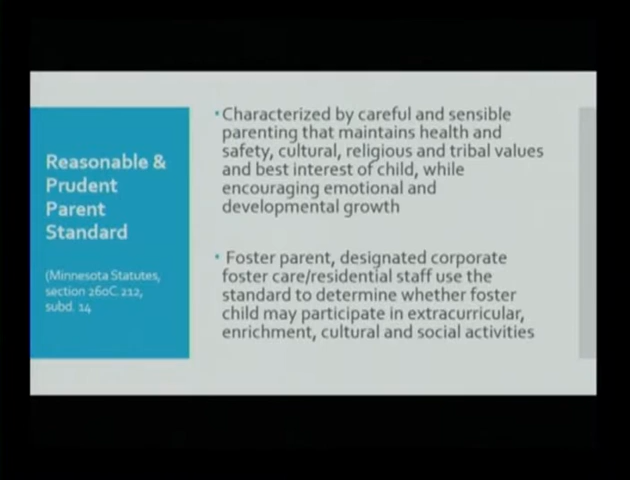 Reasonable &
Prudent
Parent
Standard
(Minnesota Statutes,
section 260C.212,
subd. 14
•Characterized by careful and sensible
parenting that maintains health and
safety, cultural, religious and tribal values
and best interest of child, while
encouraging emotional and
developmental growth
• Foster parent, designated corporate
foster care/residential staff use the
standard to determine whether foster
child may participate in extracurricular,
enrichment, cultural and social activities